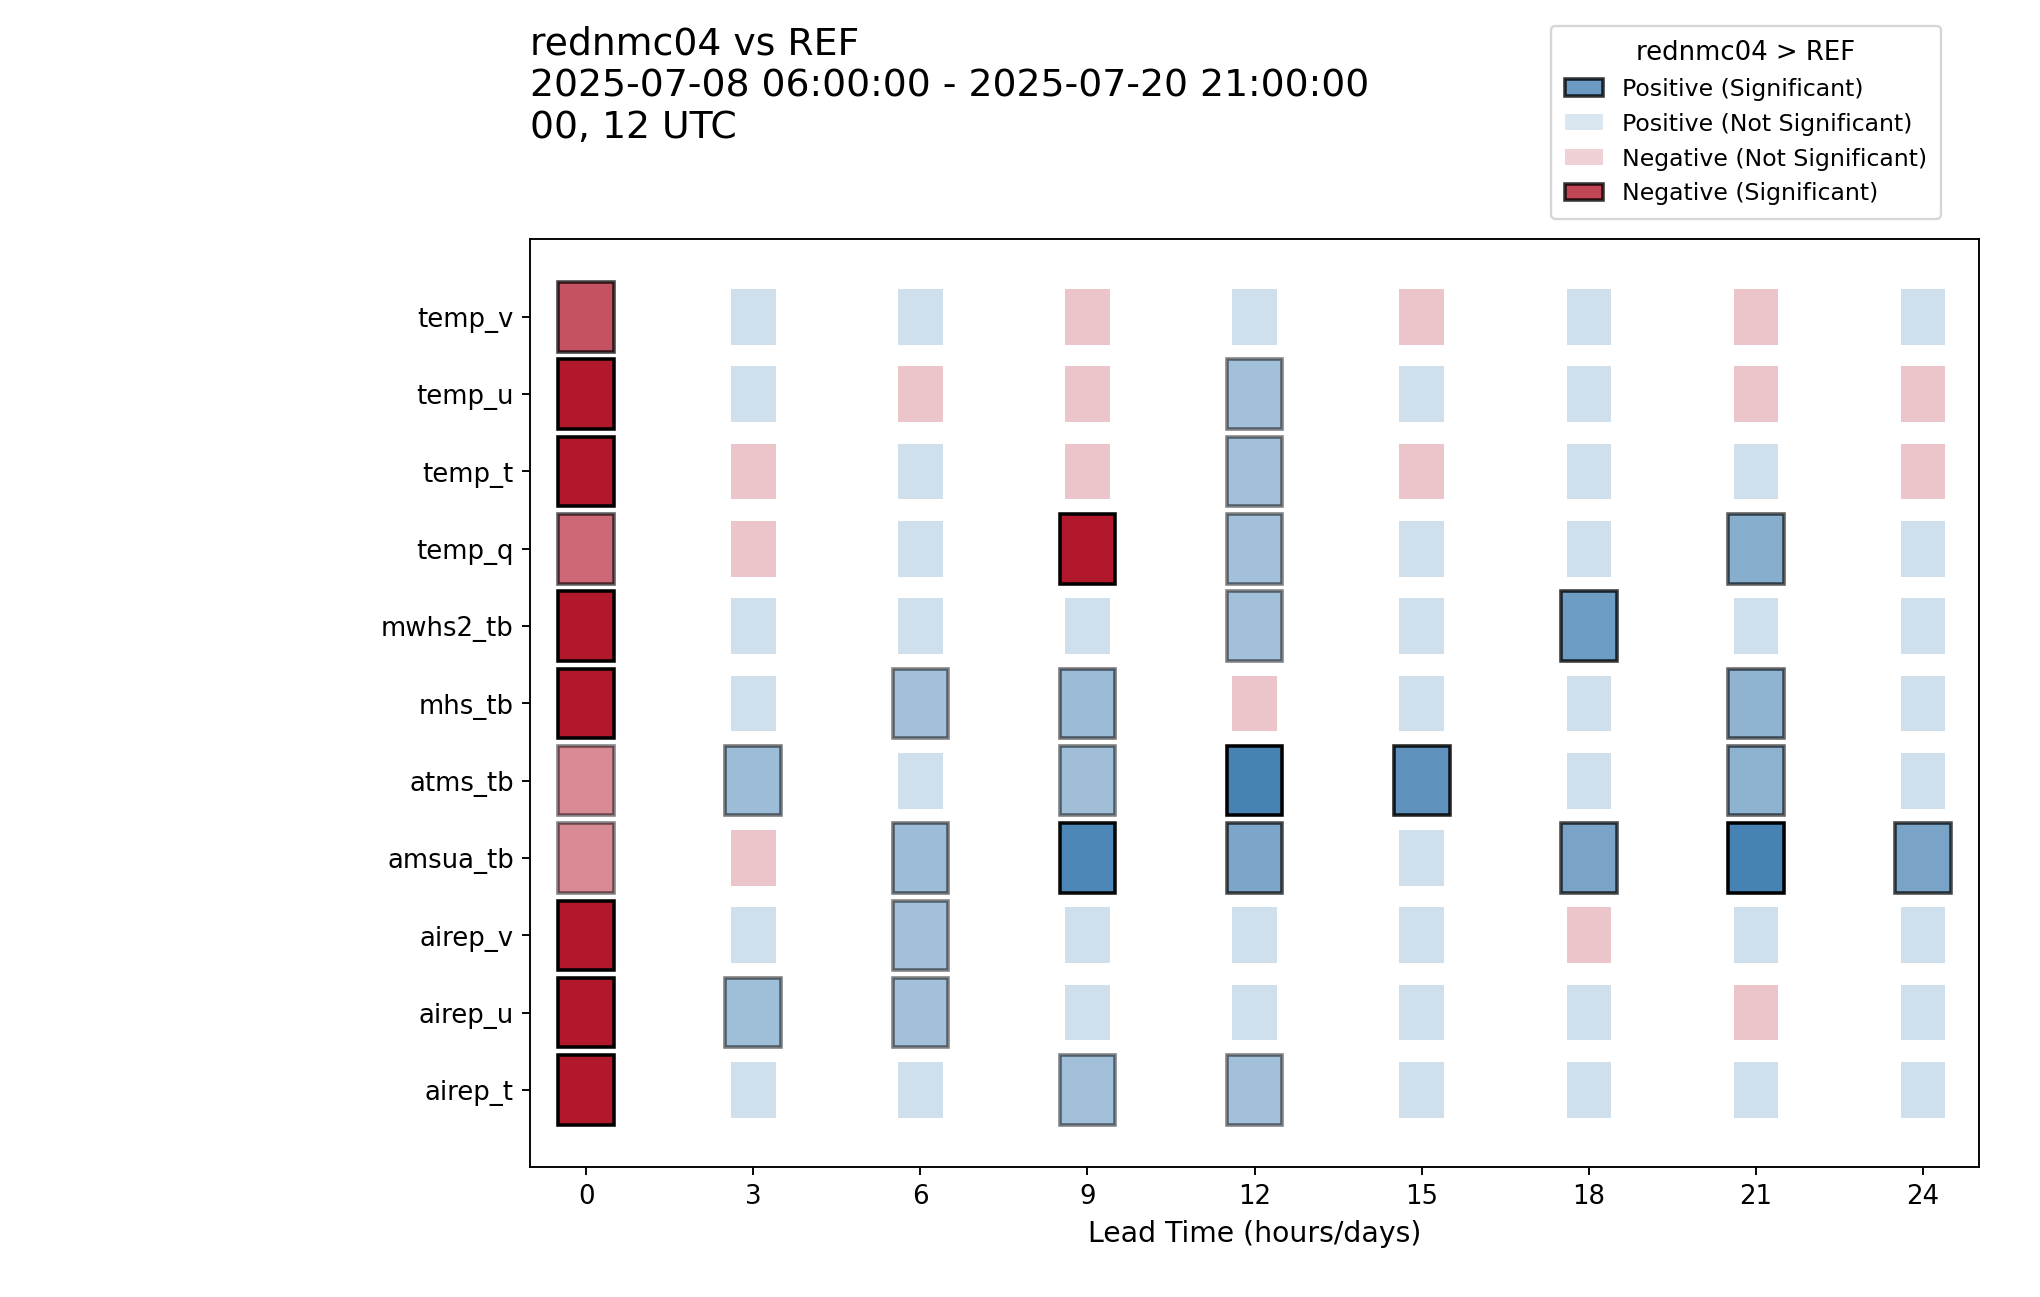 rednmc04 vs REF
2025-07-08 06:00:00 - 2025-07-20 21:00:00
00, 12 UTC
rednmc04 > REF
Positive (Significant)
Positive (Not Significant)
Negative (Not Significant)
Negative (Significant)
temp_v
temp_u
temp_t
temp_q
mwhs2_tb
mhs_tb
atms_tb
amsua_tb
airep_v
airep_u
airep_t
0 3 6 9 12 15 18 21 24
Lead Time (hours/days)